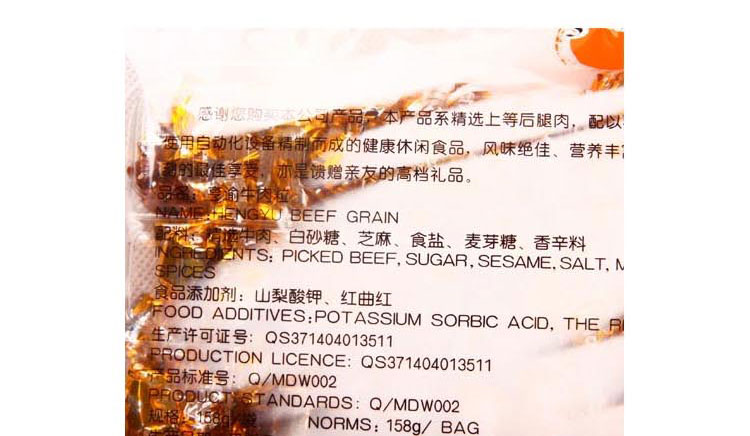 感谢您购买本公司产品，本产品系精选上等后腿肉，配以
使用自动化设备精制而成的健康休闲食品，风味绝佳、营养丰
的最佳享受，亦是馈赠亲友的高档礼品。
品名：亨渝牛肉粒
NAME:HENGXU BEEF GRAIN
配料：精选牛肉、白砂糖、芝麻、食盐、麦芽糖、香辛料
INGREDIENTS: PICKED BEEF, SUGAR, SESAME, SALT, M
SPICES
食品添加剂：山梨酸钾、红曲红
FOOD ADDITIVES:POTASSIUM SORBIC ACID, THE RE
生产许可证号：QS371404013511
PRODUCTION LICENCE: QS371404013511
产品标准号：Q/MDW002
PRODUCT STANDARDS: Q/MDW002
规格：158g/袋 NORMS: 158g/ BAG